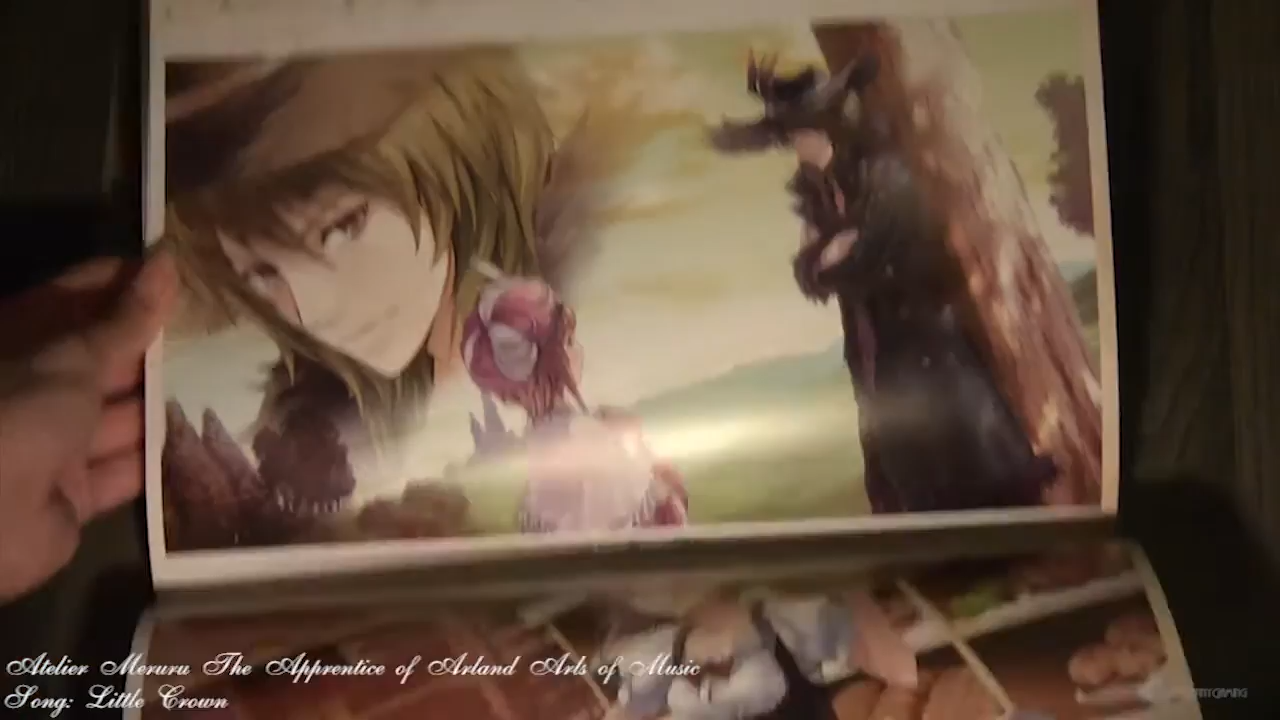 Atelier Meruru The Apprentice of Arland Arts of Music
Song: Little Crown